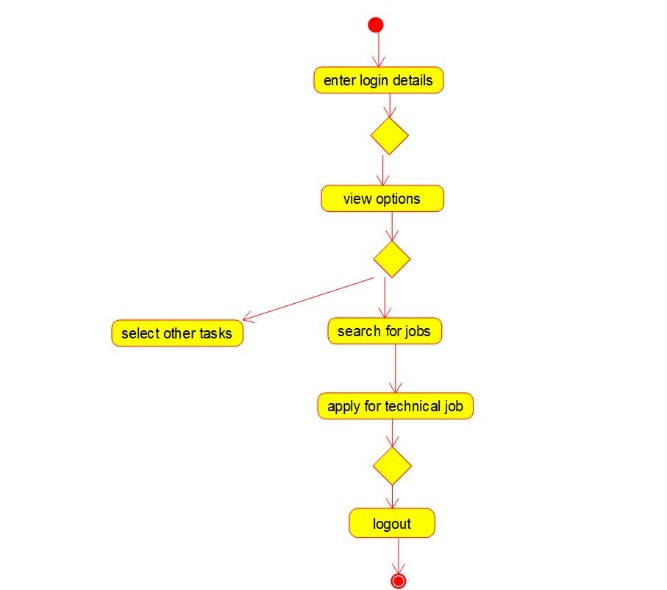 enter login details
view options
select other tasks
search for jobs
apply for technical job
logout